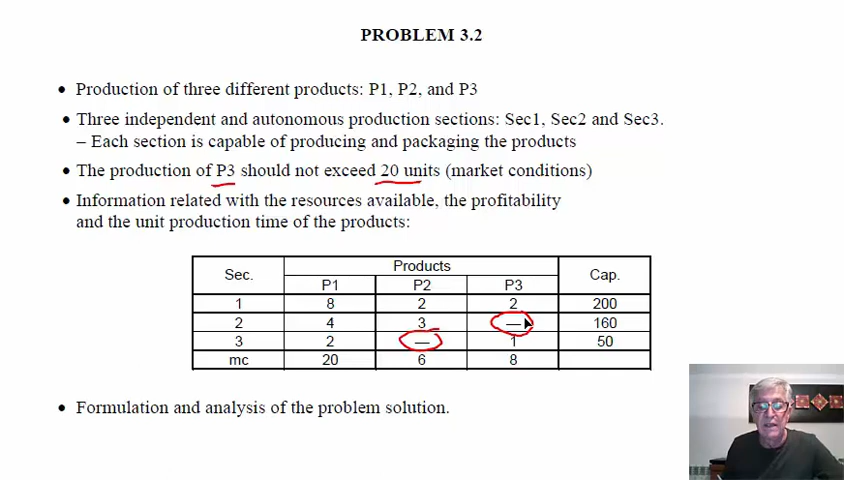 PROBLEM 3.2
• Production of three different products: P1, P2, and P3
• Three independent and autonomous production sections: Sec1, Sec2 and Sec3.
– Each section is capable of producing and packaging the products
• The production of P3 should not exceed 20 units (market conditions)
• Information related with the resources available, the profitability
and the unit production time of the products:
Sec. Products Cap.
P1 P2 P3
1 8 2 2 200
2 4 3 — 160
3 2 — 1 50
mc 20 6 8
• Formulation and analysis of the problem solution.